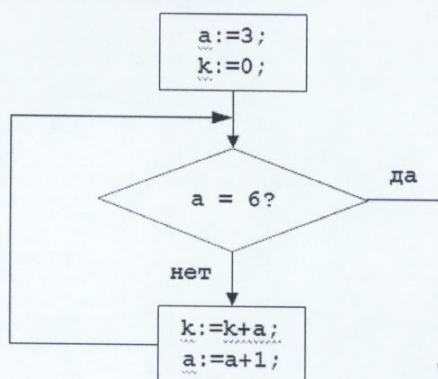 a:=3;
k:=0;
a = 6?
да
нет
k:=k+a;
a:=a+1;